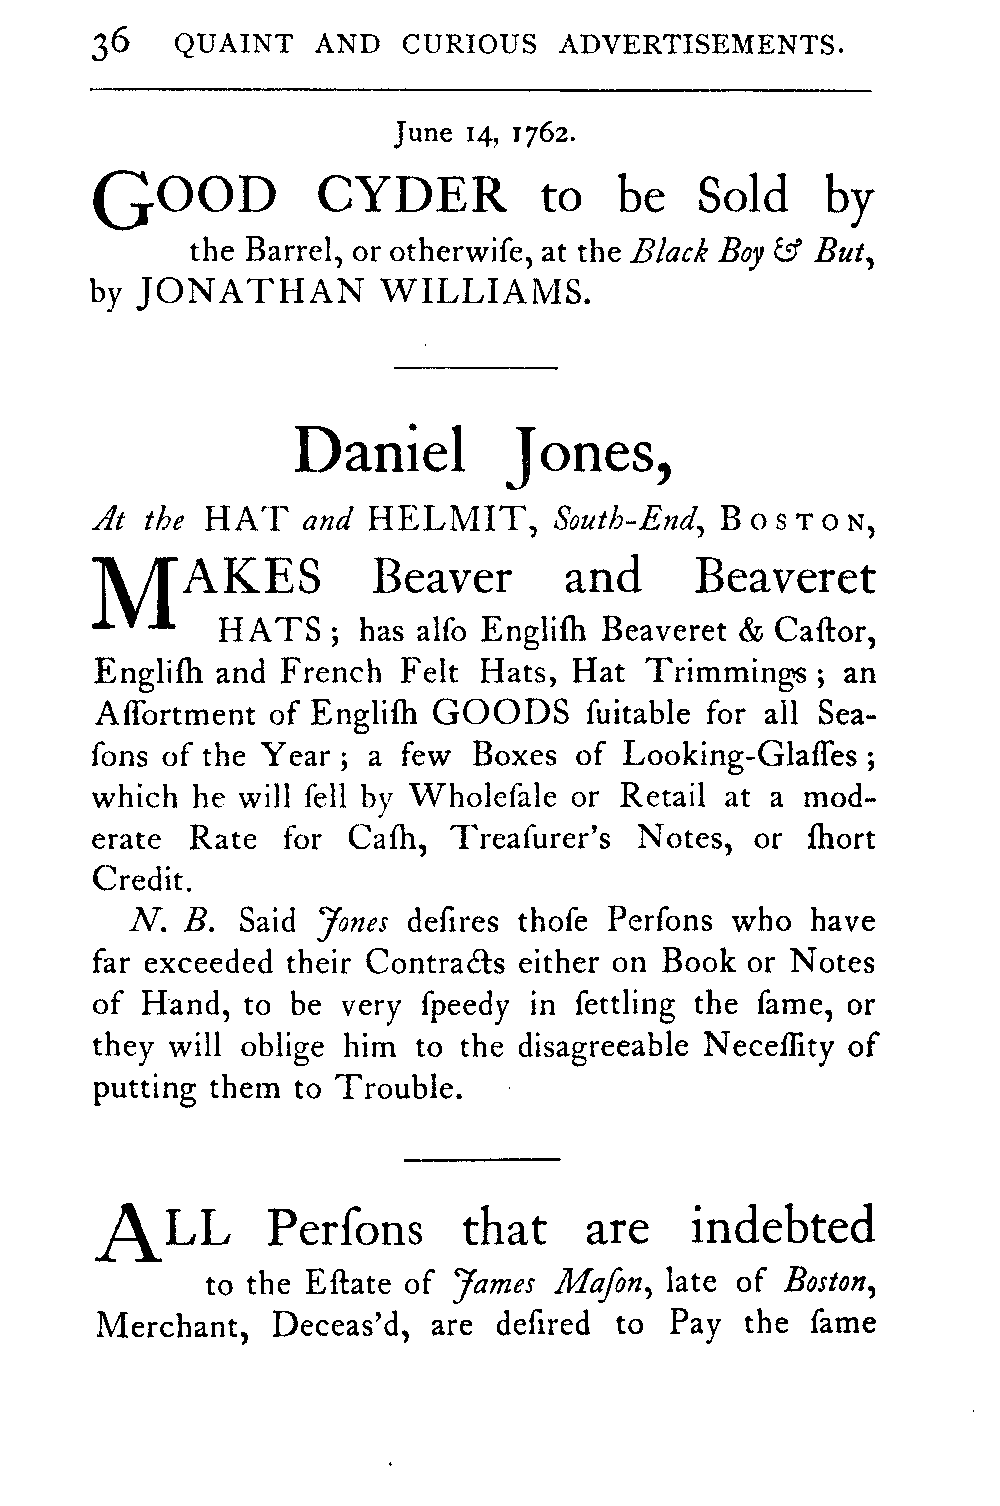 36 QUAINT AND CURIOUS ADVERTISEMENTS.
June 14, 1762.
GOOD CYDER to be Sold by
the Barrel, or otherwiſe, at the Black Boy & But,
by JONATHAN WILLIAMS.
Daniel Jones,
At the HAT and HELMIT, South-End, BOSTON,
MAKES Beaver and Beaveret
HATS ; has alſo Engliſh Beaveret & Caſtor,
Engliſh and French Felt Hats, Hat Trimmings ; an
Aſſortment of Engliſh GOODS ſuitable for all Sea-
ſons of the Year ; a few Boxes of Looking-Glaſſes ;
which he will ſell by Wholeſale or Retail at a mod-
erate Rate for Caſh, Treaſurer's Notes, or ſhort
Credit.
N. B. Said Jones deſires thoſe Perſons who have
far exceeded their Contracts either on Book or Notes
of Hand, to be very ſpeedy in ſettling the ſame, or
they will oblige him to the disagreeable Neceſſity of
putting them to Trouble.
ALL Perſons that are indebted
to the Eſtate of James Maſon, late of Boston,
Merchant, Deceas'd, are deſired to Pay the ſame